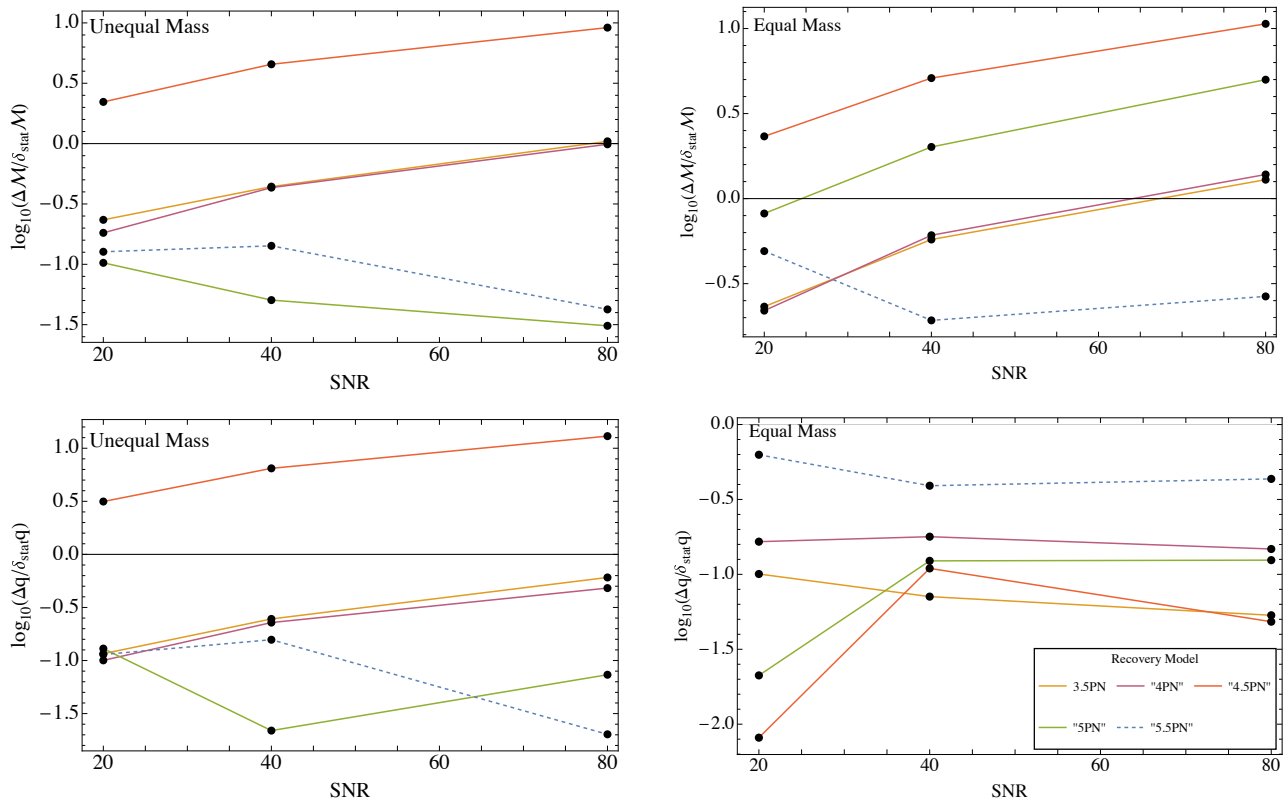 Unequal Mass
1.0
0.5
0.0
−0.5
−1.0
−1.5
log₁₀(Δℳ/δstatℳ)
20
40
60
80
SNR
Equal Mass
1.0
0.5
0.0
−0.5
log₁₀(Δℳ/δstatℳ)
20
40
60
80
SNR
Unequal Mass
1.0
0.5
0.0
−0.5
−1.0
−1.5
log₁₀(Δq/δstatq)
20
40
60
80
SNR
Equal Mass
0.0
−0.5
−1.0
−1.5
−2.0
log₁₀(Δq/δstatq)
Recovery Model
3.5PN "4PN" "4.5PN"
"5PN" "5.5PN"
20
40
60
80
SNR